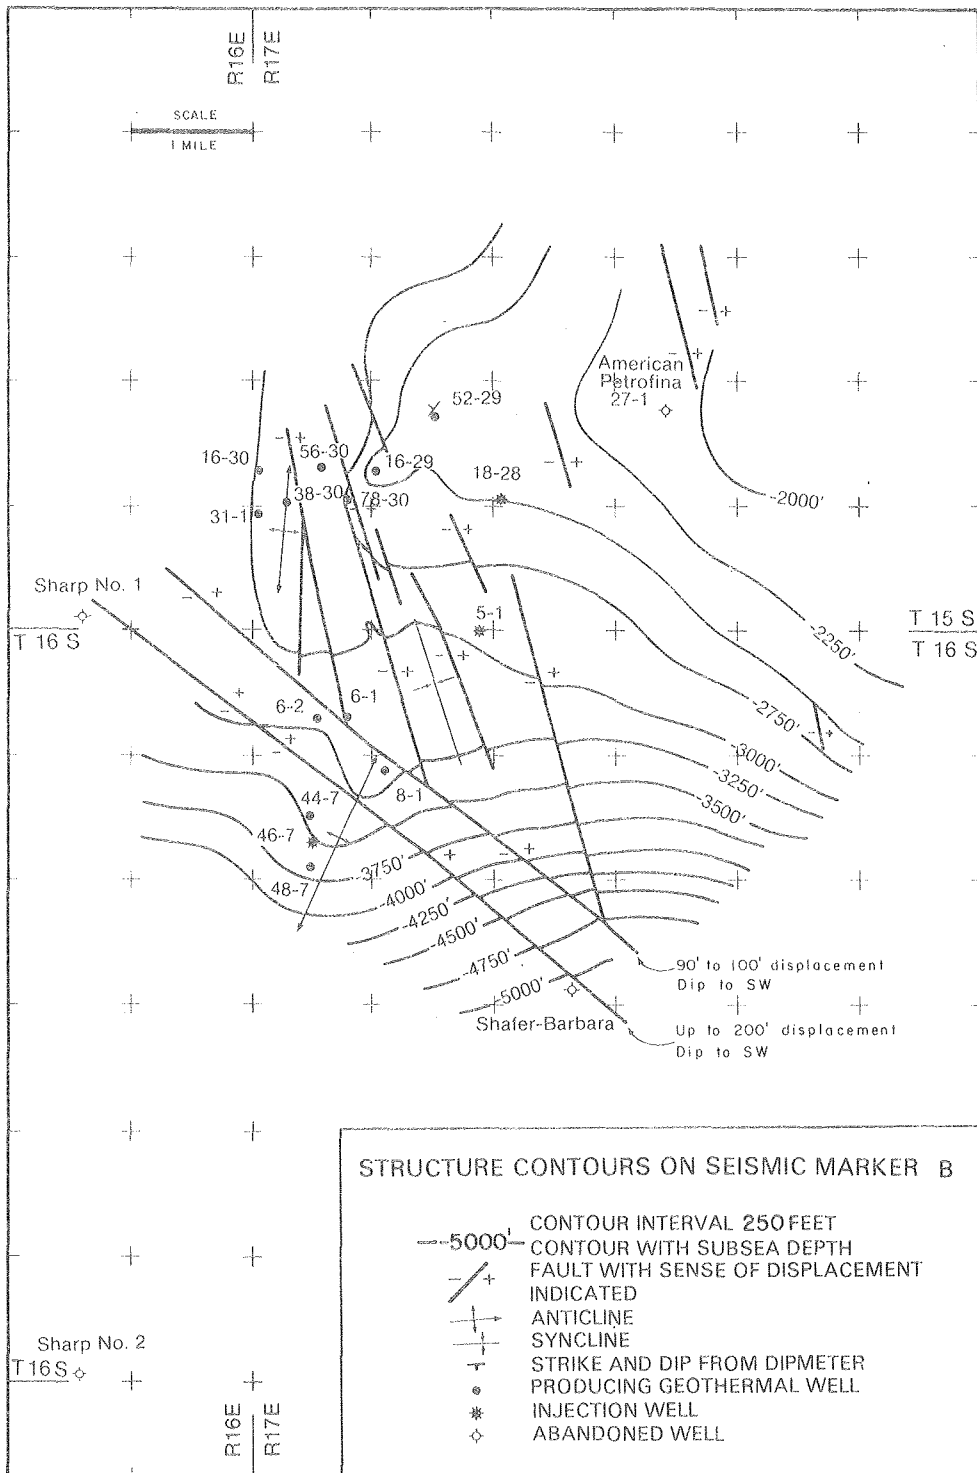 R16E
R17E
SCALE
1 MILE
American
Petrofina
27-1
52-29
16-30
56-30
16-29
18-28
38-30
78-30
-2000'
31-1
Sharp No. 1
5-1
T 15 S
T 16 S
T 16 S
-2250'
6-2
6-1
-2750'
-3000'
-3250'
-3500'
44-7
8-1
46-7
-3750'
48-7
-4000'
-4250'
-4500'
-4750'
-5000'
90' to 100' displacement
Dip to SW
Shafer-Barbara
Up to 200' displacement
Dip to SW
STRUCTURE CONTOURS ON SEISMIC MARKER B
CONTOUR INTERVAL 250 FEET
-5000' CONTOUR WITH SUBSEA DEPTH
- + FAULT WITH SENSE OF DISPLACEMENT
INDICATED
ANTICLINE
SYNCLINE
STRIKE AND DIP FROM DIPMETER
PRODUCING GEOTHERMAL WELL
INJECTION WELL
ABANDONED WELL
Sharp No. 2
T16S
R16E
R17E